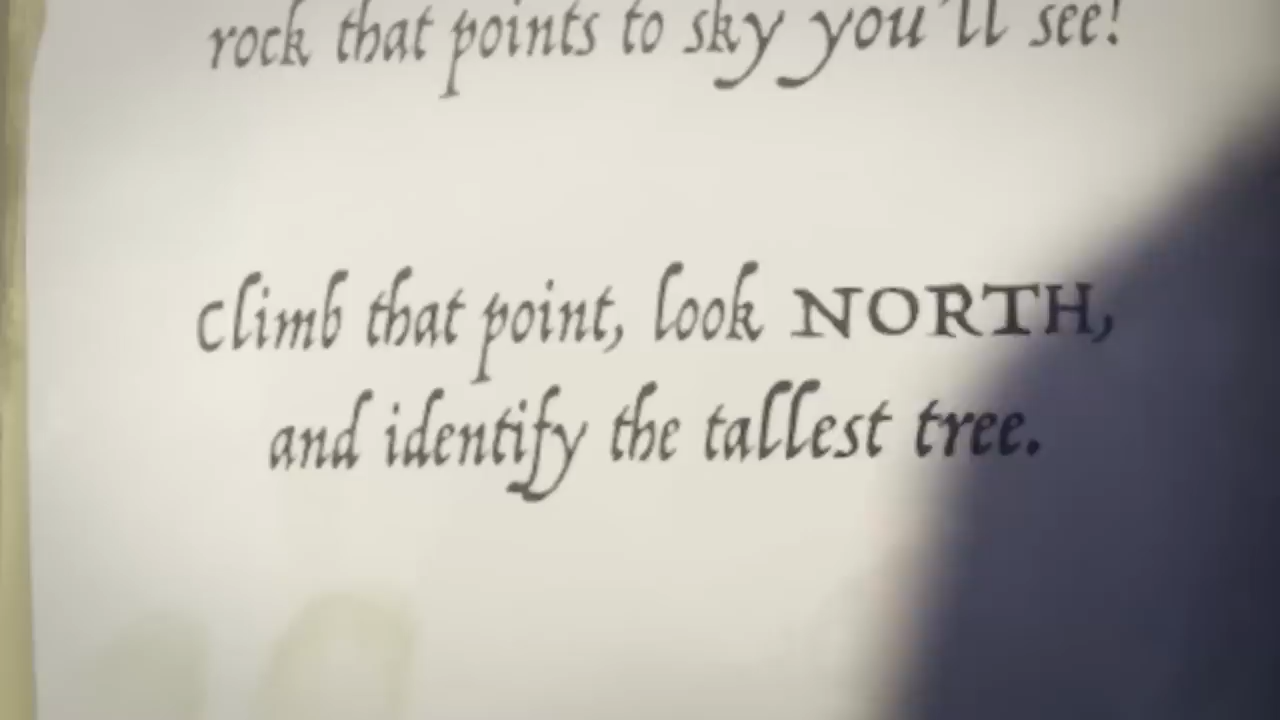 rock that points to sky you'll see!
Climb that point, look NORTH,
and identify the tallest tree.